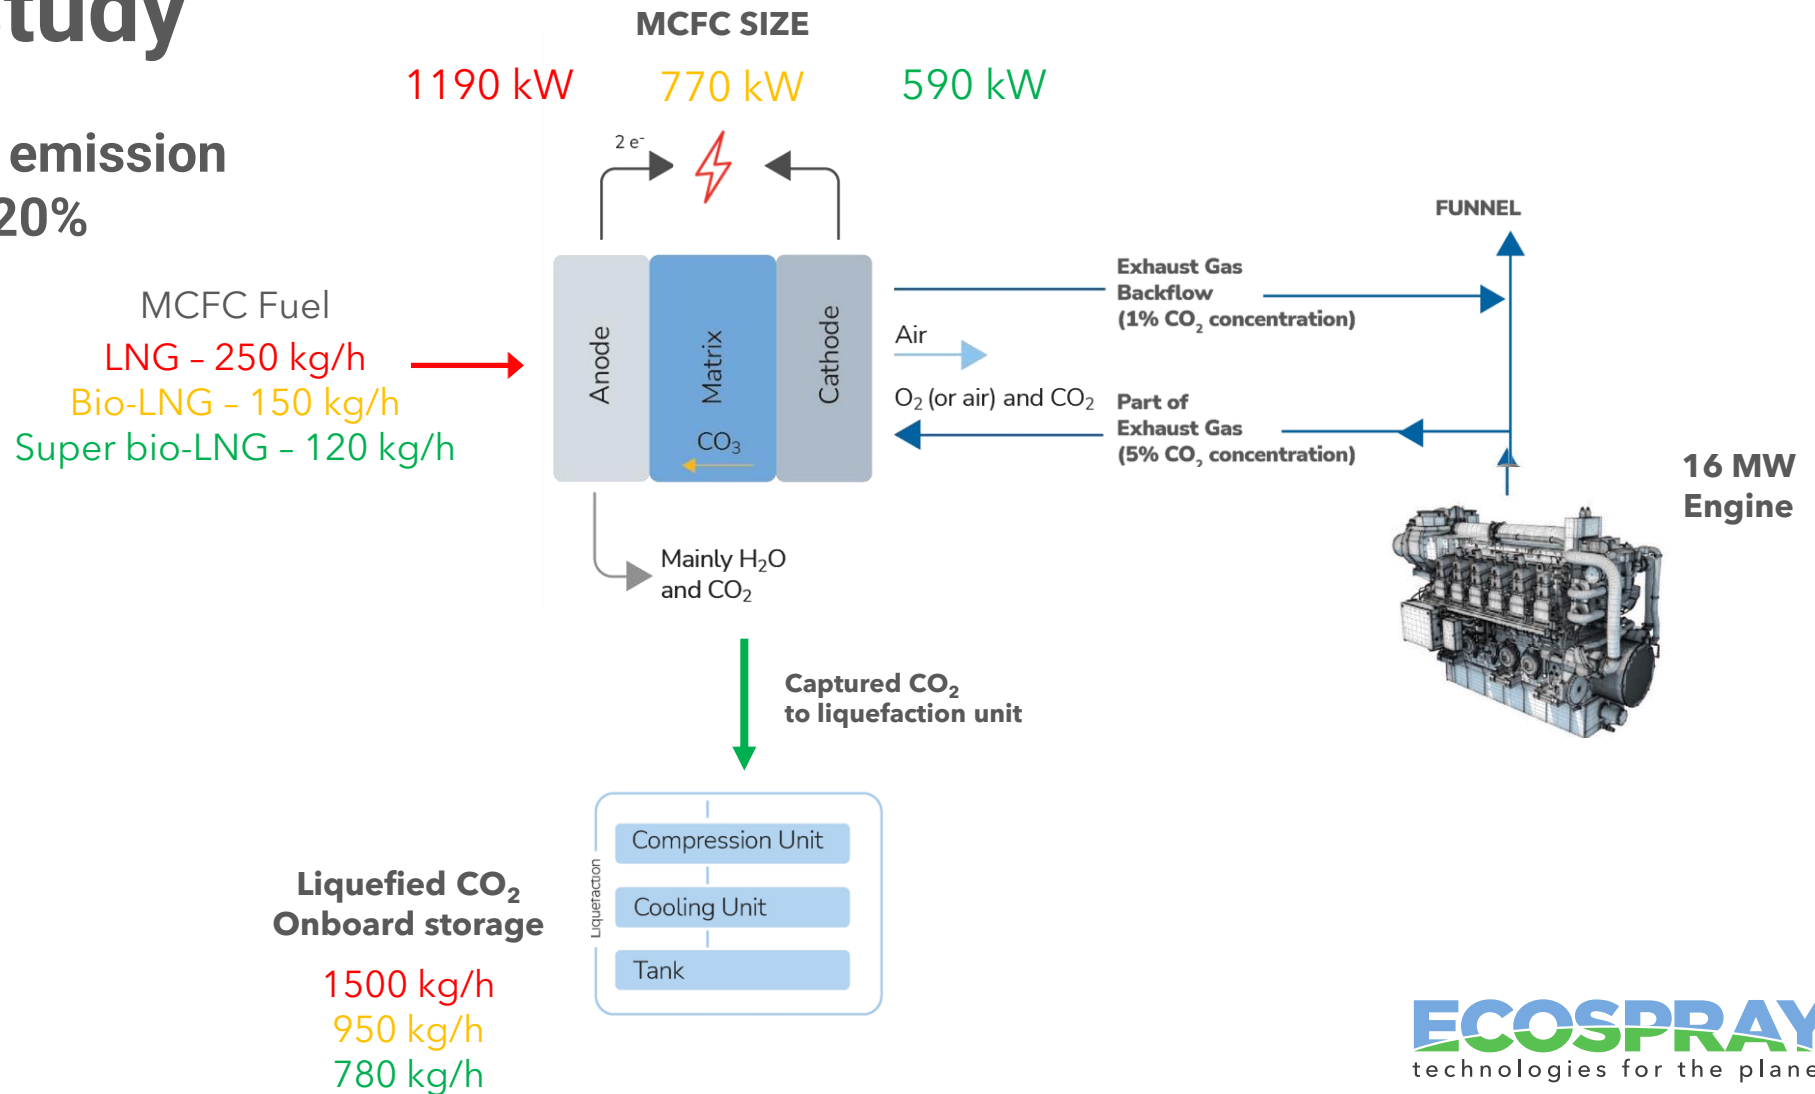 tudy
emission
20%
MCFC SIZE
1190 kW 770 kW 590 kW
2 e-
MCFC Fuel
LNG – 250 kg/h
Bio-LNG – 150 kg/h
Super bio-LNG – 120 kg/h
Anode
Matrix
Cathode
CO₃
Exhaust Gas
Backflow
(1% CO₂ concentration)
Air
O₂ (or air) and CO₂
Part of
Exhaust Gas
(5% CO₂ concentration)
FUNNEL
16 MW
Engine
Mainly H₂O
and CO₂
Captured CO₂
to liquefaction unit
Liquefaction
Compression Unit
Cooling Unit
Tank
Liquefied CO₂
Onboard storage
1500 kg/h
950 kg/h
780 kg/h
ECOSPRAY
technologies for the plane